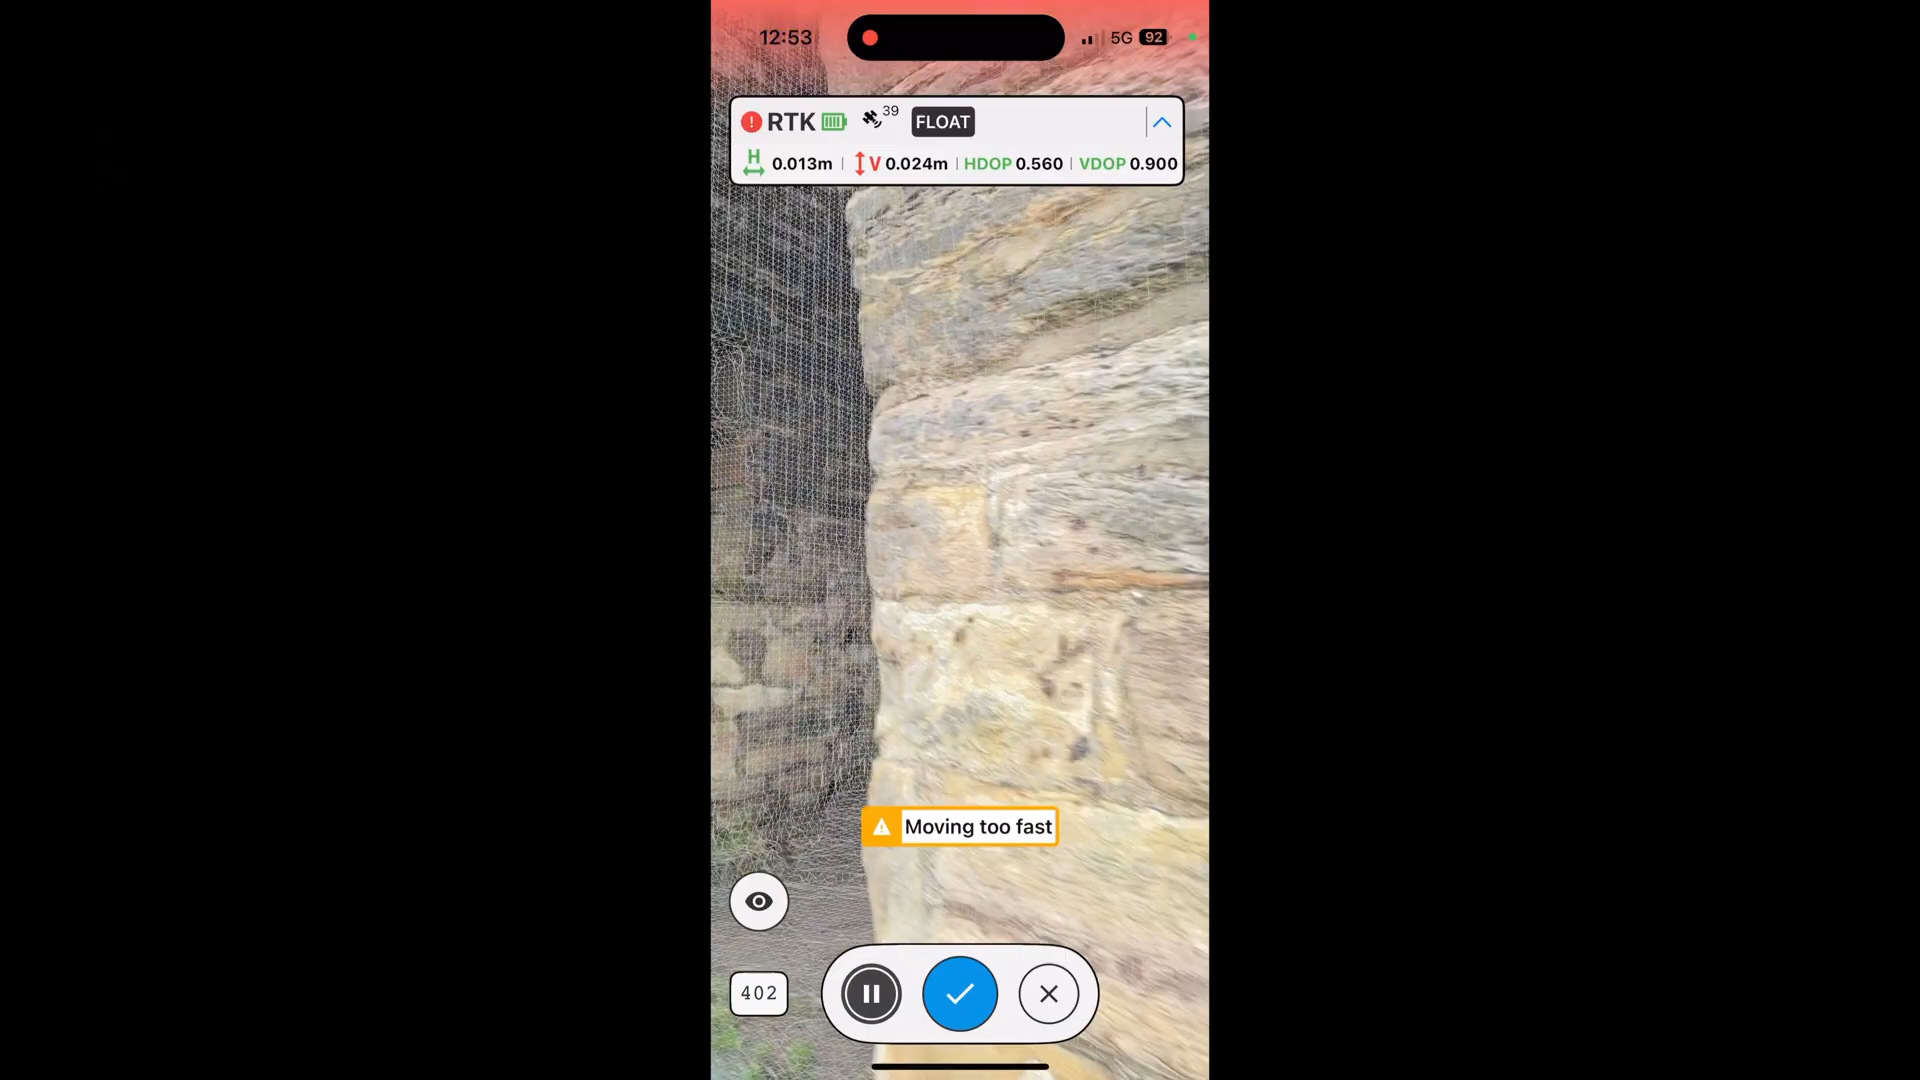 12:53 5G 92
RTK 39 FLOAT
H 0.013m V 0.024m HDOP 0.560 VDOP 0.900
Moving too fast
402